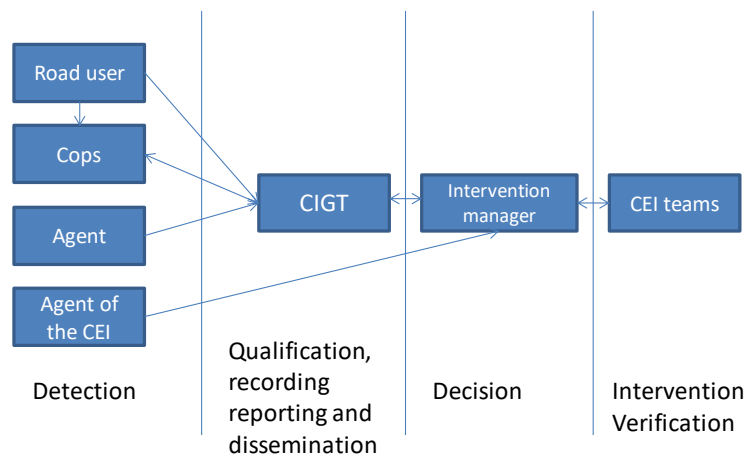 Road user
Cops
Agent
Agent of
the CEI
CIGT
Intervention
manager
CEI teams
Detection
Qualification,
recording
reporting and
dissemination
Decision
Intervention
Verification